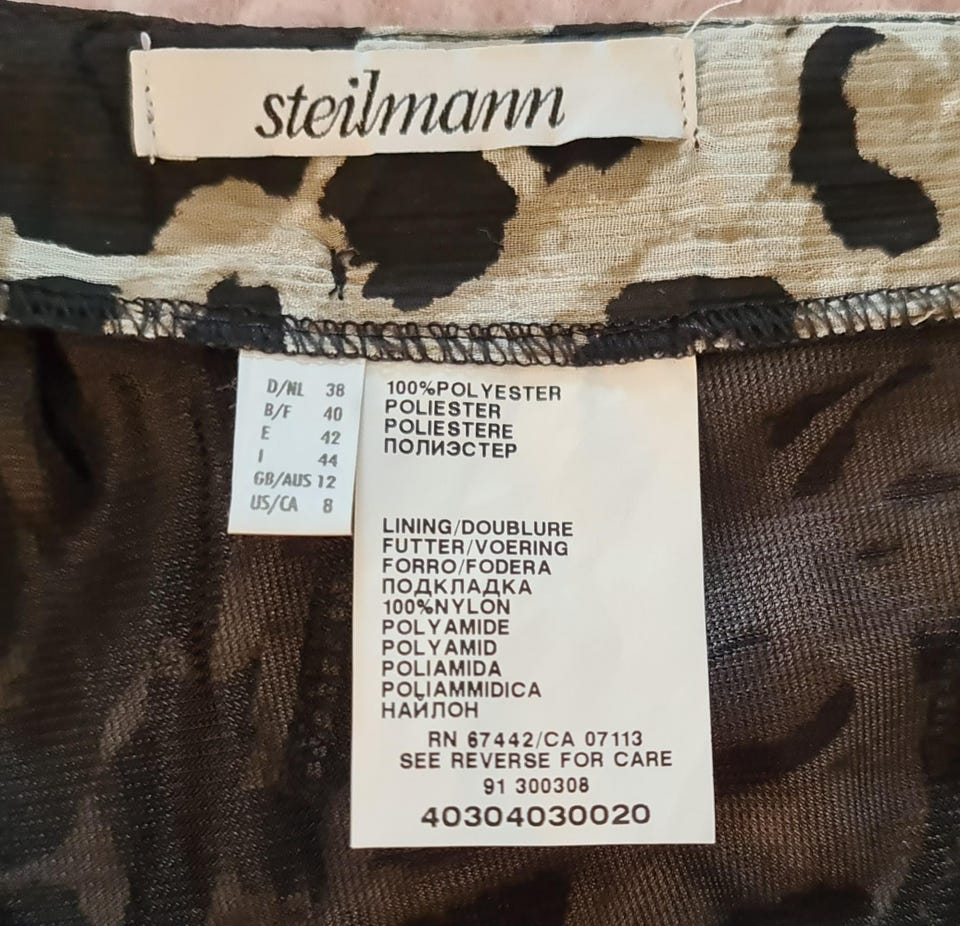 steilmann
D/NL 38
B/F 40
E 42
I 44
GB/AUS 12
US/CA 8
100%POLYESTER
POLIESTER
POLIESTERE
ПОЛИЭСТЕР
LINING/DOUBLURE
FUTTER/VOERING
FORRO/FODERA
ПОДКЛАДКА
100%NYLON
POLYAMIDE
POLYAMID
POLIAMIDA
POLIAMMIDICA
НАЙЛОН
RN 67442/CA 07113
SEE REVERSE FOR CARE
91 300308
40304030020